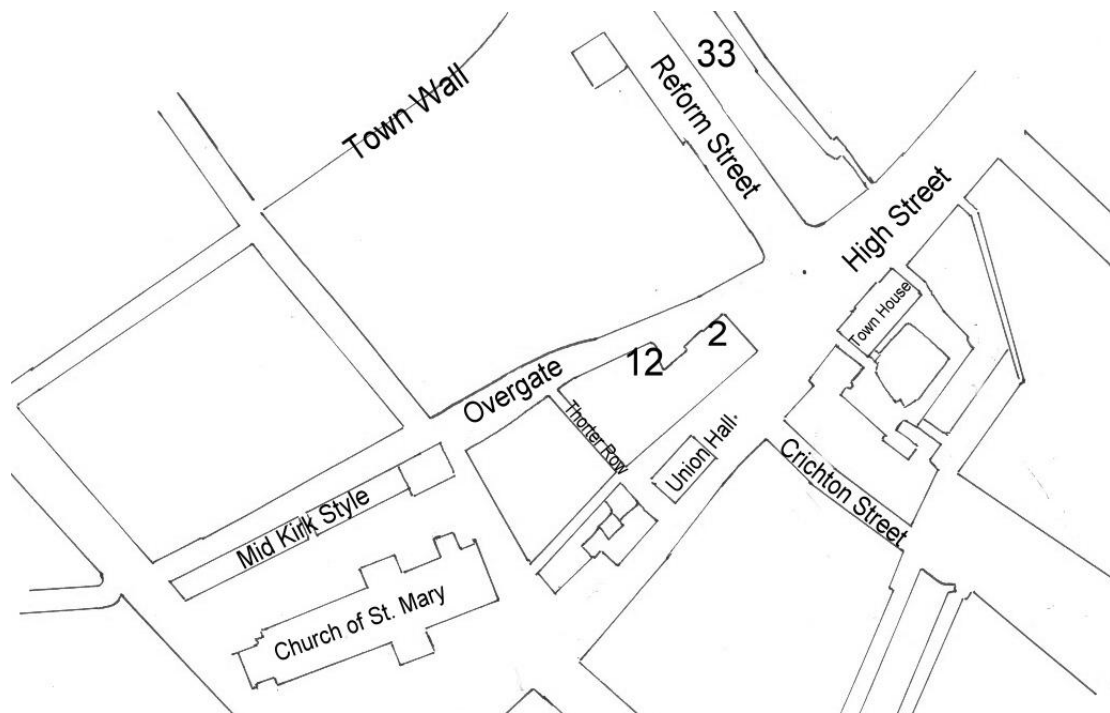 33
Town Wall
Reform Street
High Street
Town House
2
12
Overgate
Thorter Row
Union Hall
Crichton Street
Mid Kirk Style
Church of St. Mary